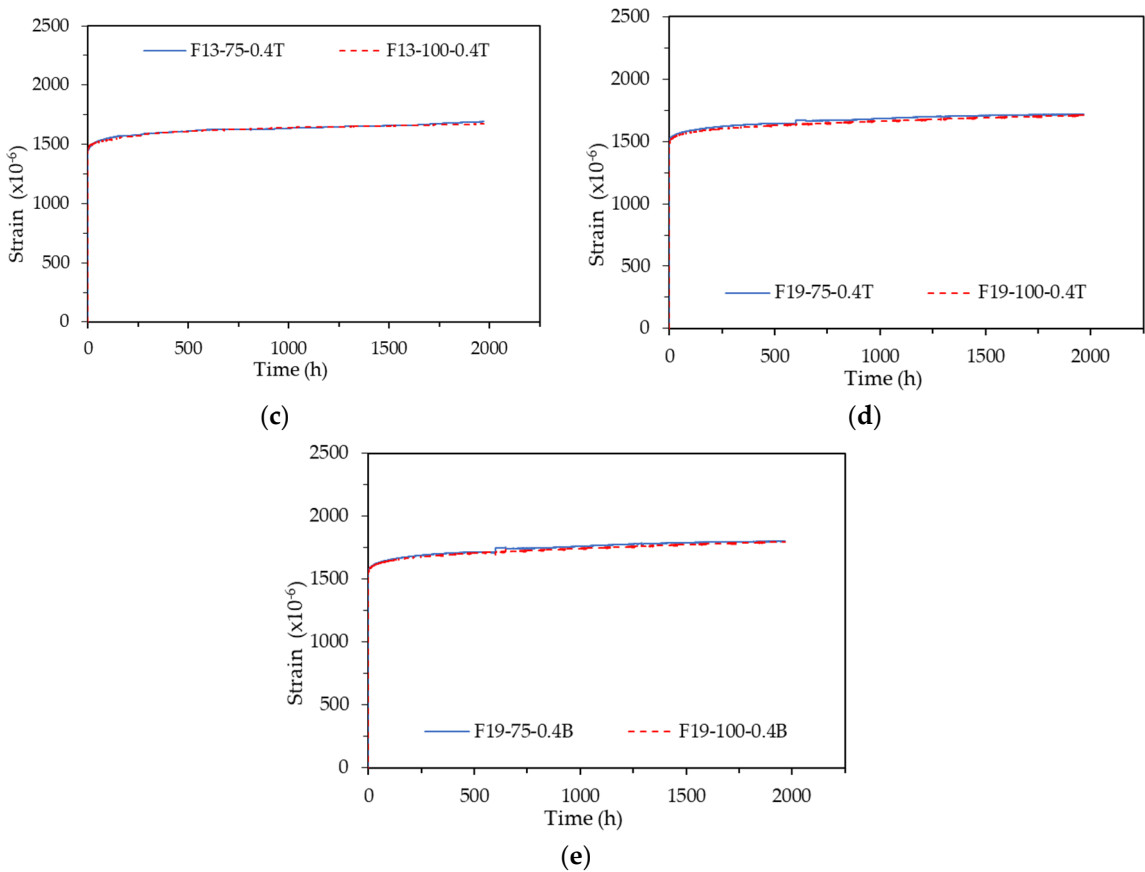 F13-75-0.4T F13-100-0.4T
2500
2000
1500
1000
500
0
Strain (x10-6)
0 500 1000 1500 2000
Time (h)
(c)
2500
2000
1500
1000
500
0
Strain (x10-6)
F19-75-0.4T F19-100-0.4T
0 500 1000 1500 2000
Time (h)
(d)
2500
2000
1500
1000
500
0
Strain (x10-6)
F19-75-0.4B F19-100-0.4B
0 500 1000 1500 2000
Time (h)
(e)